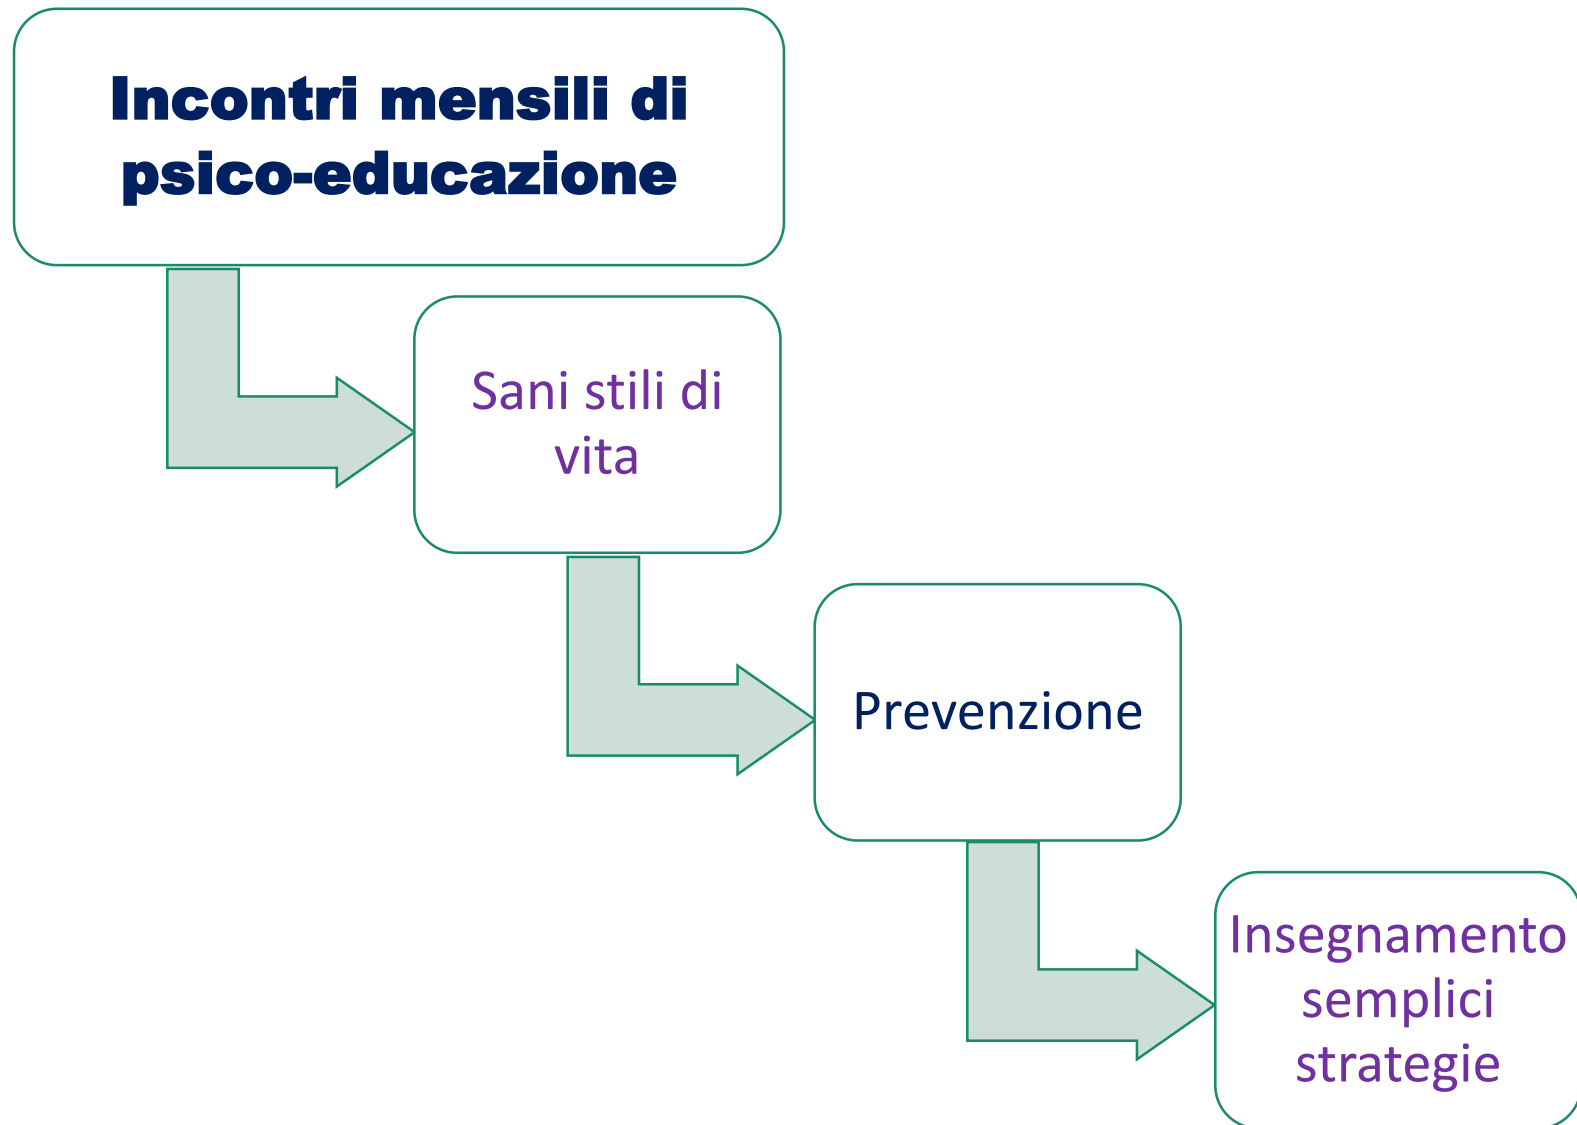 Incontri mensili di
psico-educazione
Sani stili di
vita
Prevenzione
Insegnamento
semplici
strategie